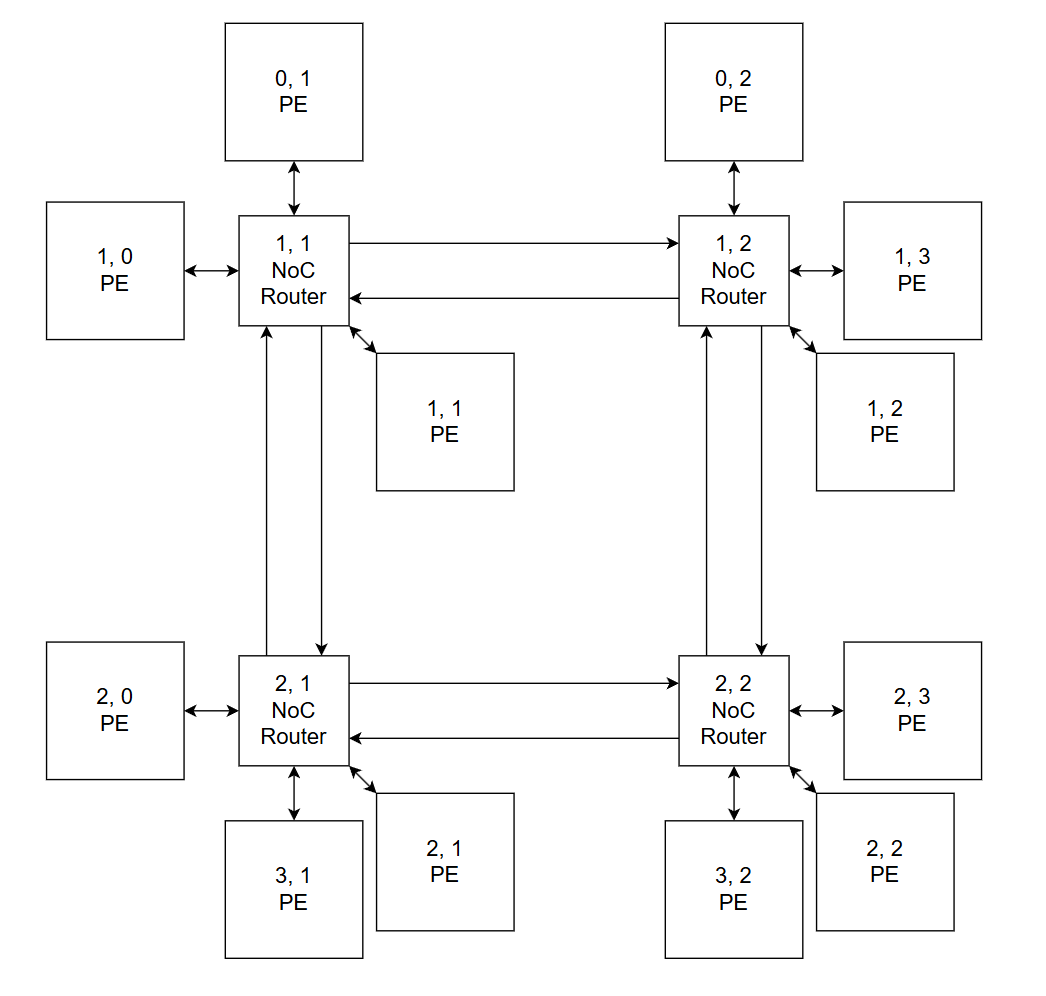 0, 1
PE
0, 2
PE
1, 0
PE
1, 1
NoC
Router
1, 2
NoC
Router
1, 3
PE
1, 1
PE
1, 2
PE
2, 0
PE
2, 1
NoC
Router
2, 2
NoC
Router
2, 3
PE
3, 1
PE
2, 1
PE
3, 2
PE
2, 2
PE